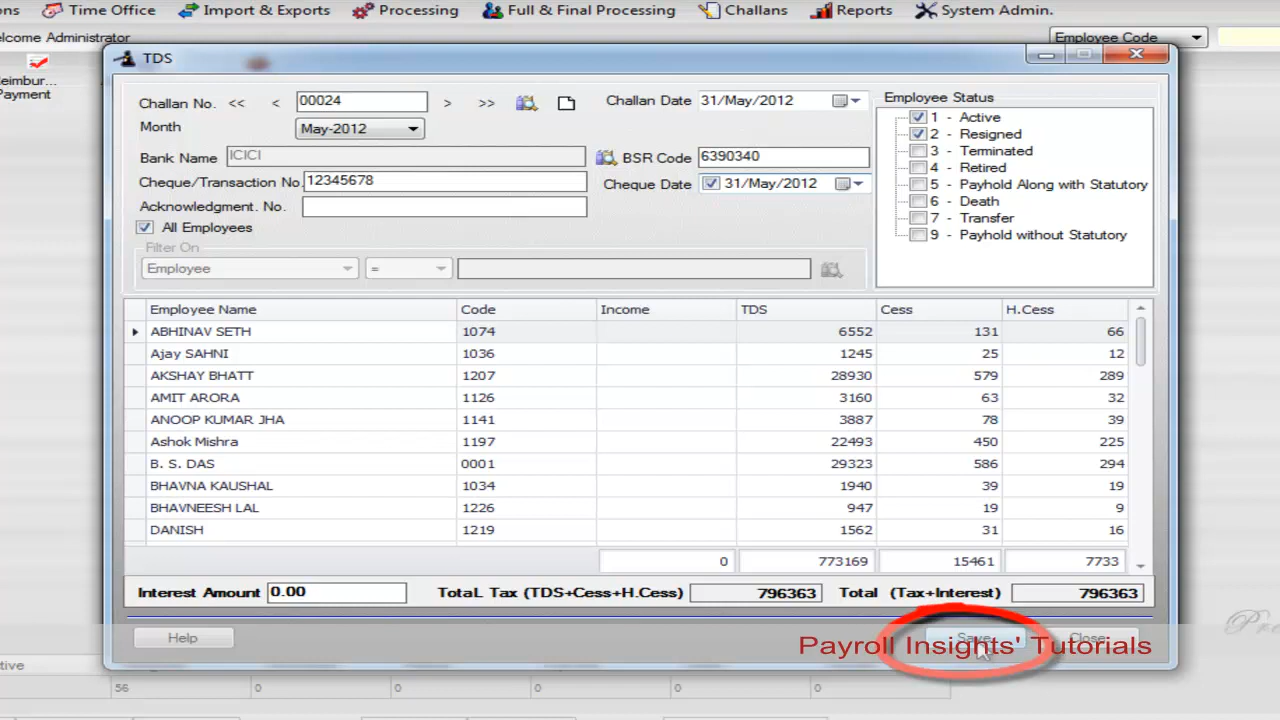 ons Time Office Import & Exports Processing Full & Final Processing Challans Reports System Admin.
elcome Administrator Employee Code
eimbur...
Payment
TDS
Challan No. << < 00024 > >> Challan Date 31/May/2012 Employee Status
Month May-2012
Bank Name ICICI BSR Code 6390340
Cheque/Transaction No. 12345678 Cheque Date 31/May/2012
Acknowledgment. No.
All Employees
1 - Active
2 - Resigned
3 - Terminated
4 - Retired
5 - Payhold Along with Statutory
6 - Death
7 - Transfer
9 - Payhold without Statutory
Filter On
Employee =
Employee Name Code Income TDS Cess H.Cess
ABHINAV SETH 1074 6552 131 66
Ajay SAHNI 1036 1245 25 12
AKSHAY BHATT 1207 28930 579 289
AMIT ARORA 1126 3160 63 32
ANOOP KUMAR JHA 1141 3887 78 39
Ashok Mishra 1197 22493 450 225
B. S. DAS 0001 29323 586 294
BHAVNA KAUSHAL 1034 1940 39 19
BHAVNEESH LAL 1226 947 19 9
DANISH 1219 1562 31 16
0 773169 15461 7733
Interest Amount 0.00 TotaL Tax (TDS+Cess+H.Cess) 796363 Total (Tax+Interest) 796363
Help Save Close
Payroll Insights' Tutorials
ctive
56 0 0 0 0 0